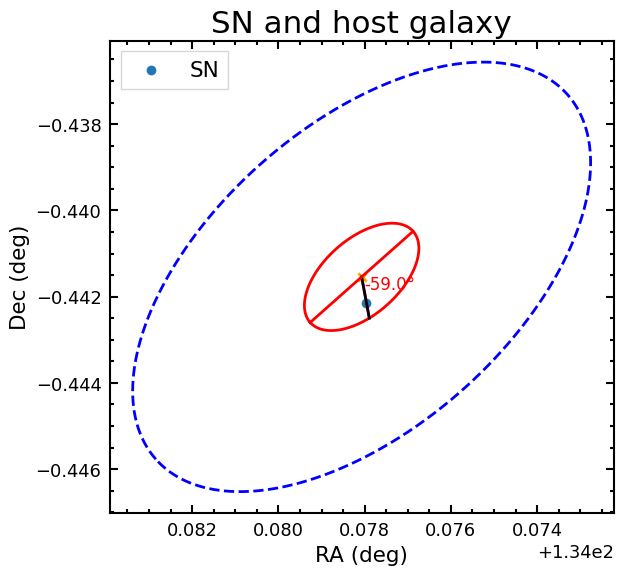 SN and host galaxy
SN
−0.438
−0.440
−0.442
−0.444
−0.446
Dec (deg)
-59.0°
0.082
0.080
0.078
0.076
0.074
RA (deg)
+1.34e2